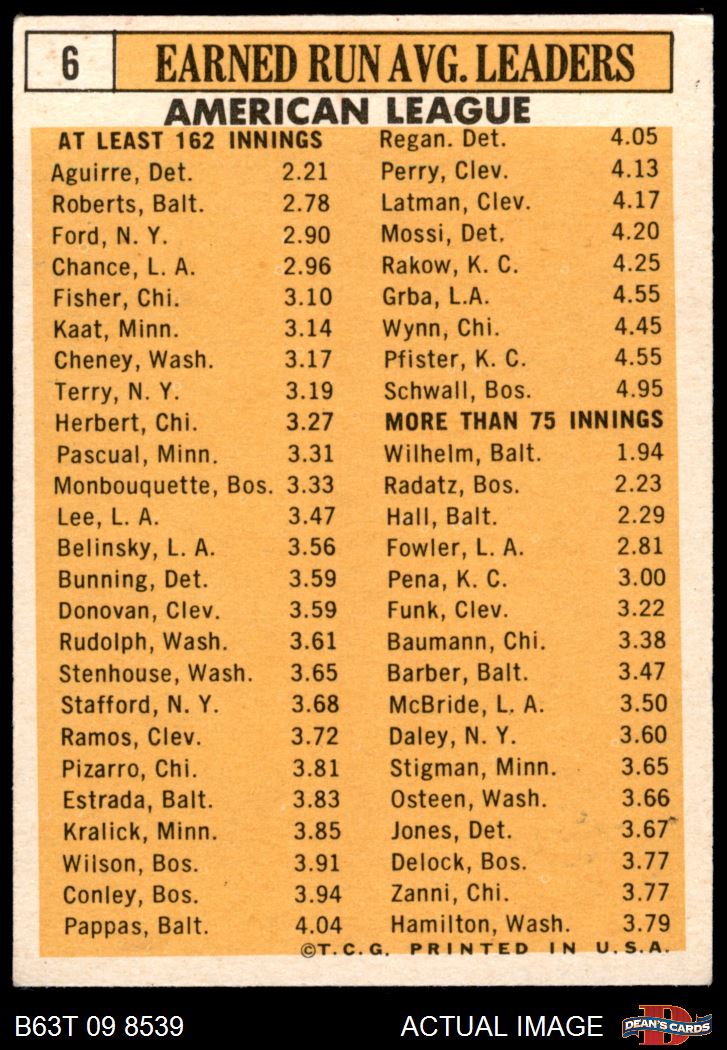 6
EARNED RUN AVG. LEADERS
AMERICAN LEAGUE
AT LEAST 162 INNINGS
Aguirre, Det. 2.21
Roberts, Balt. 2.78
Ford, N. Y. 2.90
Chance, L. A. 2.96
Fisher, Chi. 3.10
Kaat, Minn. 3.14
Cheney, Wash. 3.17
Terry, N. Y. 3.19
Herbert, Chi. 3.27
Pascual, Minn. 3.31
Monbouquette, Bos. 3.33
Lee, L. A. 3.47
Belinsky, L. A. 3.56
Bunning, Det. 3.59
Donovan, Clev. 3.59
Rudolph, Wash. 3.61
Stenhouse, Wash. 3.65
Stafford, N. Y. 3.68
Ramos, Clev. 3.72
Pizarro, Chi. 3.81
Estrada, Balt. 3.83
Kralick, Minn. 3.85
Wilson, Bos. 3.91
Conley, Bos. 3.94
Pappas, Balt. 4.04
Regan. Det. 4.05
Perry, Clev. 4.13
Latman, Clev. 4.17
Mossi, Det. 4.20
Rakow, K. C. 4.25
Grba, L.A. 4.55
Wynn, Chi. 4.45
Pfister, K. C. 4.55
Schwall, Bos. 4.95
MORE THAN 75 INNINGS
Wilhelm, Balt. 1.94
Radatz, Bos. 2.23
Hall, Balt. 2.29
Fowler, L. A. 2.81
Pena, K. C. 3.00
Funk, Clev. 3.22
Baumann, Chi. 3.38
Barber, Balt. 3.47
McBride, L. A. 3.50
Daley, N. Y. 3.60
Stigman, Minn. 3.65
Osteen, Wash. 3.66
Jones, Det. 3.67
Delock, Bos. 3.77
Zanni, Chi. 3.77
Hamilton, Wash. 3.79
©T.C.G. PRINTED IN U.S.A.
B63T 09 8539
ACTUAL IMAGE
D
DEAN'S CARDS